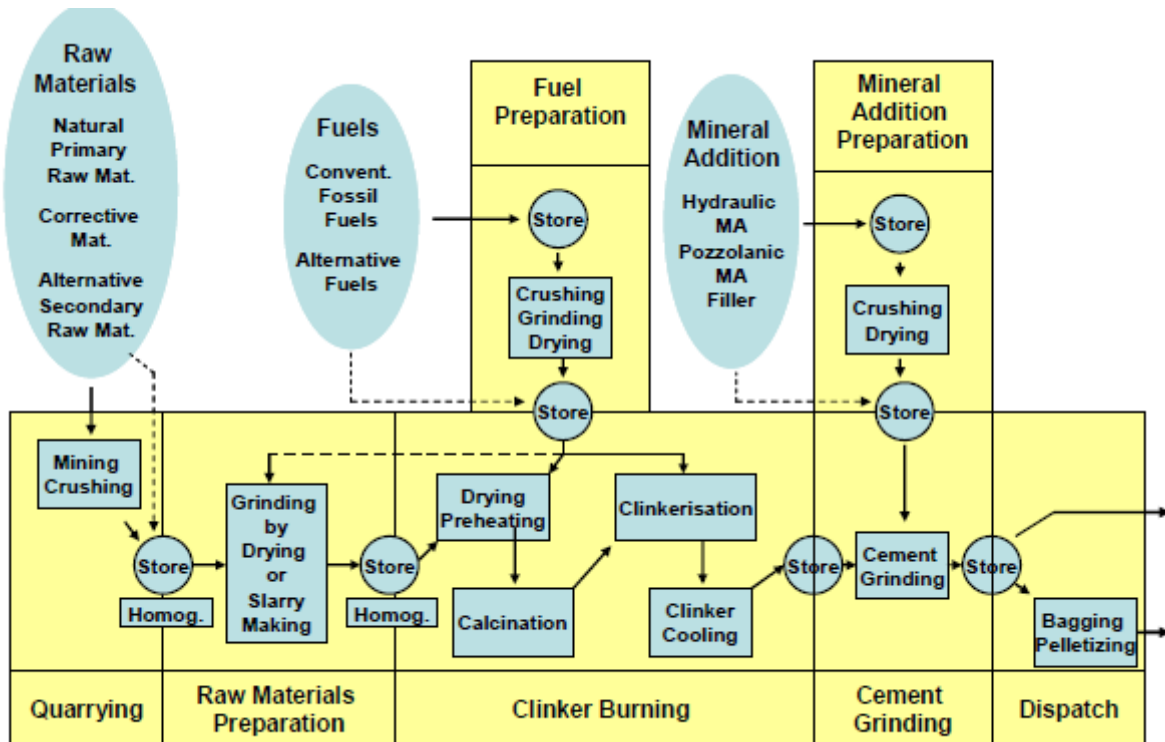 Raw
Materials
Natural
Primary
Raw Mat.
Corrective
Mat.
Alternative
Secondary
Raw Mat.
Fuels
Convent.
Fossil
Fuels
Alternative
Fuels
Fuel
Preparation
Store
Crushing
Grinding
Drying
Store
Mineral
Addition
Hydraulic
MA
Pozzolanic
MA
Filler
Mineral
Addition
Preparation
Store
Crushing
Drying
Store
Mining
Crushing
Store
Homog.
Grinding
by
Drying
or
Slarry
Making
Store
Homog.
Drying
Preheating
Calcination
Clinkerisation
Clinker
Cooling
Store
Cement
Grinding
Store
Bagging
Pelletizing
Quarrying
Raw Materials
Preparation
Clinker Burning
Cement
Grinding
Dispatch